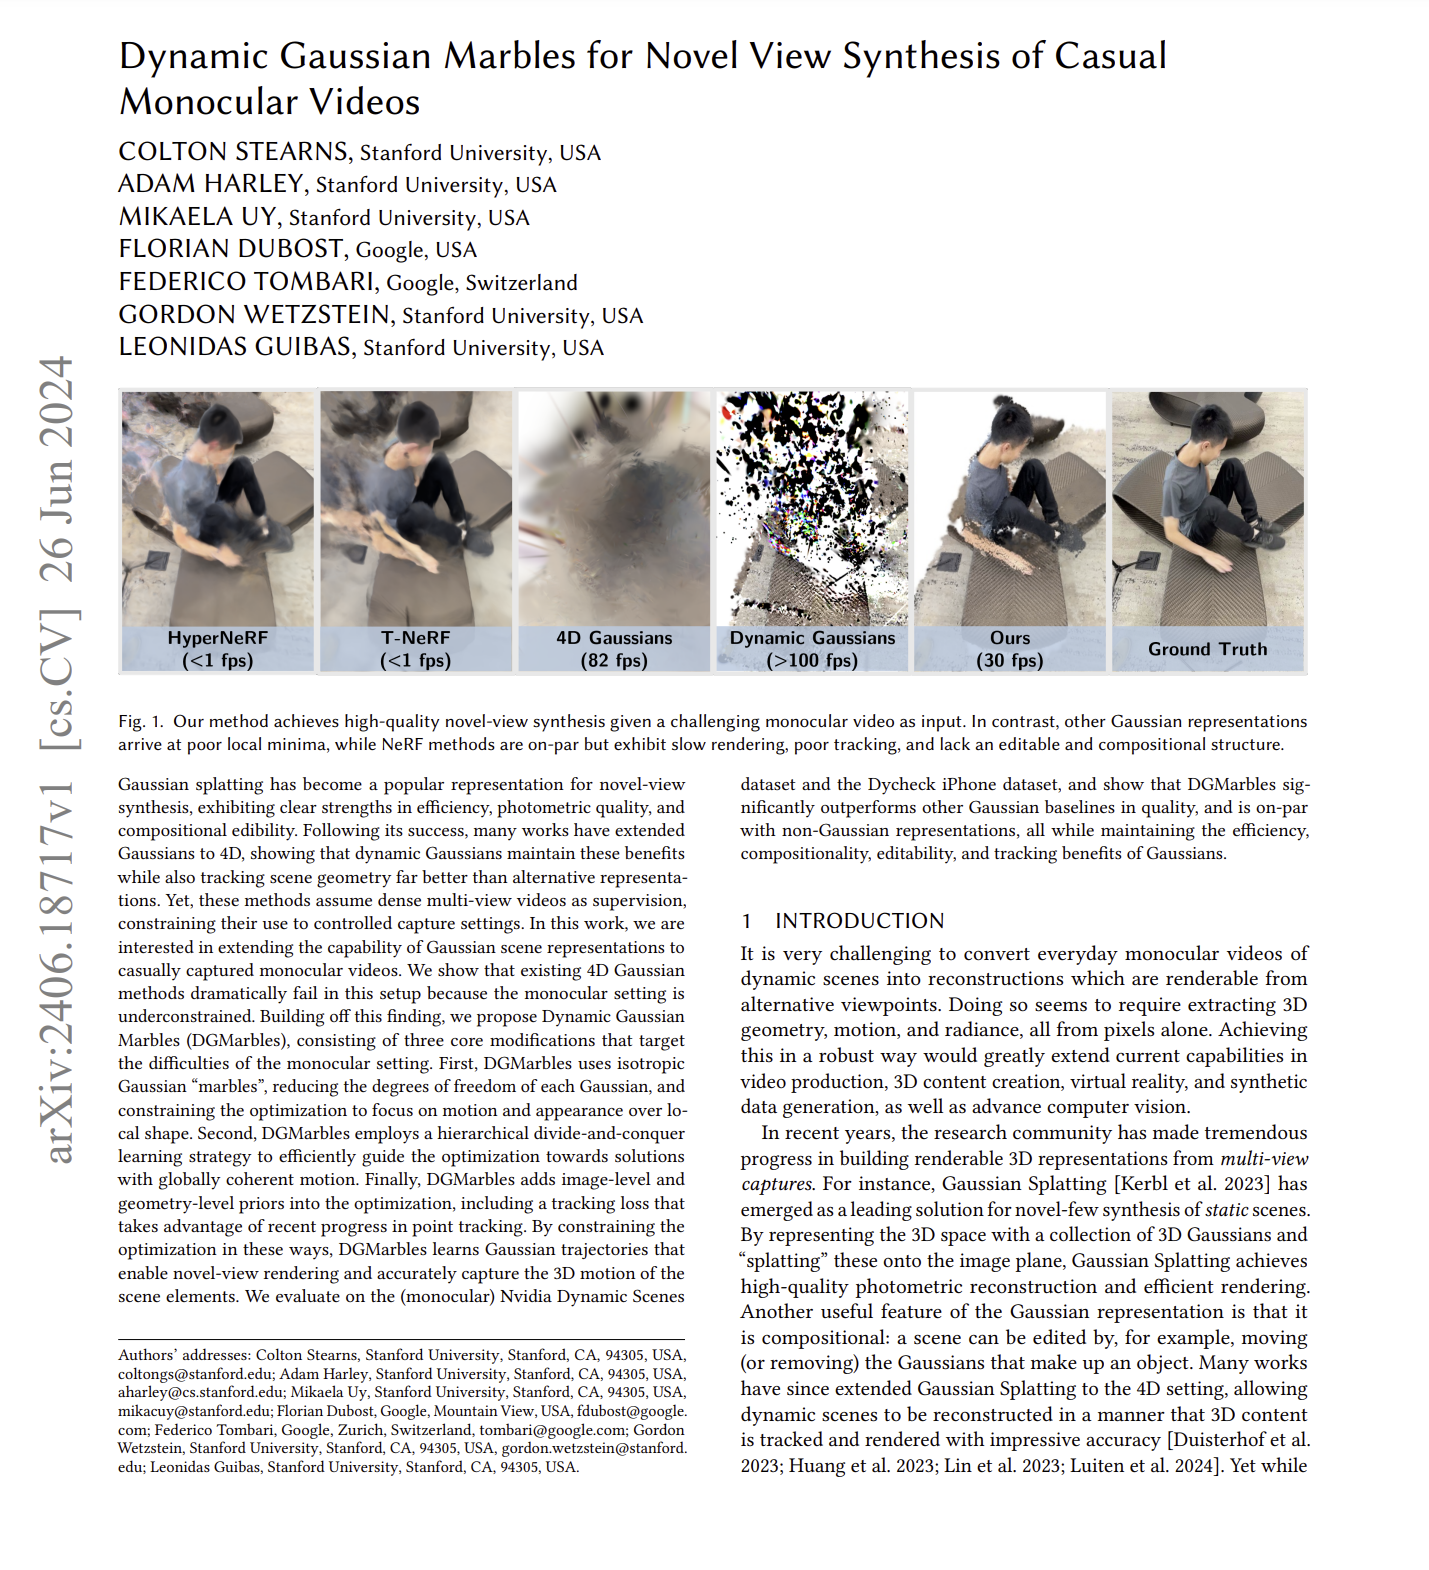 Dynamic Gaussian Marbles for Novel View Synthesis of Casual
Monocular Videos
COLTON STEARNS, Stanford University, USA
ADAM HARLEY, Stanford University, USA
MIKAELA UY, Stanford University, USA
FLORIAN DUBOST, Google, USA
FEDERICO TOMBARI, Google, Switzerland
GORDON WETZSTEIN, Stanford University, USA
LEONIDAS GUIBAS, Stanford University, USA
arXiv:2406.18717v1 [cs.CV] 26 Jun 2024
HyperNeRF
(<1 fps)
T-NeRF
(<1 fps)
4D Gaussians
(82 fps)
Dynamic Gaussians
(>100 fps)
Ours
(30 fps)
Ground Truth
Fig. 1. Our method achieves high-quality novel-view synthesis given a challenging monocular video as input. In contrast, other Gaussian representations
arrive at poor local minima, while NeRF methods are on-par but exhibit slow rendering, poor tracking, and lack an editable and compositional structure.
Gaussian splatting has become a popular representation for novel-view
synthesis, exhibiting clear strengths in efficiency, photometric quality, and
compositional edibility. Following its success, many works have extended
Gaussians to 4D, showing that dynamic Gaussians maintain these benefits
while also tracking scene geometry far better than alternative representa-
tions. Yet, these methods assume dense multi-view videos as supervision,
constraining their use to controlled capture settings. In this work, we are
interested in extending the capability of Gaussian scene representations to
casually captured monocular videos. We show that existing 4D Gaussian
methods dramatically fail in this setup because the monocular setting is
underconstrained. Building off this finding, we propose Dynamic Gaussian
Marbles (DGMarbles), consisting of three core modifications that target
the difficulties of the monocular setting. First, DGMarbles uses isotropic
Gaussian “marbles”, reducing the degrees of freedom of each Gaussian, and
constraining the optimization to focus on motion and appearance over lo-
cal shape. Second, DGMarbles employs a hierarchical divide-and-conquer
learning strategy to efficiently guide the optimization towards solutions
with globally coherent motion. Finally, DGMarbles adds image-level and
geometry-level priors into the optimization, including a tracking loss that
takes advantage of recent progress in point tracking. By constraining the
optimization in these ways, DGMarbles learns Gaussian trajectories that
enable novel-view rendering and accurately capture the 3D motion of the
scene elements. We evaluate on the (monocular) Nvidia Dynamic Scenes
Authors’ addresses: Colton Stearns, Stanford University, Stanford, CA, 94305, USA,
coltongs@stanford.edu; Adam Harley, Stanford University, Stanford, CA, 94305, USA,
aharley@cs.stanford.edu; Mikaela Uy, Stanford University, Stanford, CA, 94305, USA,
mikacuy@stanford.edu; Florian Dubost, Google, Mountain View, USA, fdubost@google.
com; Federico Tombari, Google, Zurich, Switzerland, tombari@google.com; Gordon
Wetzstein, Stanford University, Stanford, CA, 94305, USA, gordon.wetzstein@stanford.
edu; Leonidas Guibas, Stanford University, Stanford, CA, 94305, USA.
dataset and the Dycheck iPhone dataset, and show that DGMarbles sig-
nificantly outperforms other Gaussian baselines in quality, and is on-par
with non-Gaussian representations, all while maintaining the efficiency,
compositionality, editability, and tracking benefits of Gaussians.
1 INTRODUCTION
It is very challenging to convert everyday monocular videos of
dynamic scenes into reconstructions which are renderable from
alternative viewpoints. Doing so seems to require extracting 3D
geometry, motion, and radiance, all from pixels alone. Achieving
this in a robust way would greatly extend current capabilities in
video production, 3D content creation, virtual reality, and synthetic
data generation, as well as advance computer vision.
In recent years, the research community has made tremendous
progress in building renderable 3D representations from multi-view
captures. For instance, Gaussian Splatting [Kerbl et al. 2023] has
emerged as a leading solution for novel-few synthesis of static scenes.
By representing the 3D space with a collection of 3D Gaussians and
“splatting” these onto the image plane, Gaussian Splatting achieves
high-quality photometric reconstruction and efficient rendering.
Another useful feature of the Gaussian representation is that it
is compositional: a scene can be edited by, for example, moving
(or removing) the Gaussians that make up an object. Many works
have since extended Gaussian Splatting to the 4D setting, allowing
dynamic scenes to be reconstructed in a manner that 3D content
is tracked and rendered with impressive accuracy [Duisterhof et al.
2023; Huang et al. 2023; Lin et al. 2023; Luiten et al. 2024]. Yet while